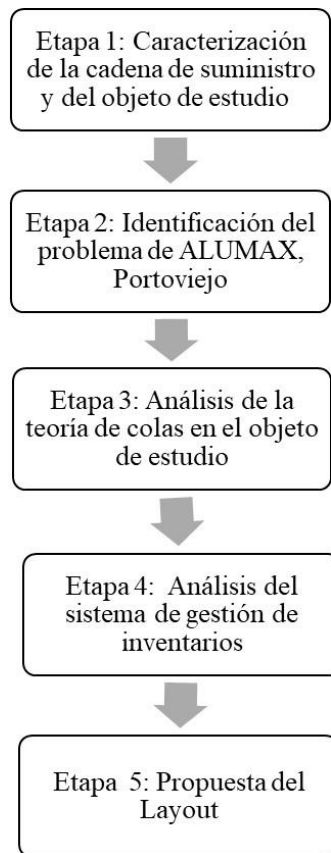 Etapa 1: Caracterización
de la cadena de suministro
y del objeto de estudio
Etapa 2: Identificación del
problema de ALUMAX,
Portoviejo
Etapa 3: Análisis de la
teoría de colas en el objeto
de estudio
Etapa 4: Análisis del
sistema de gestión de
inventarios
Etapa 5: Propuesta del
Layout